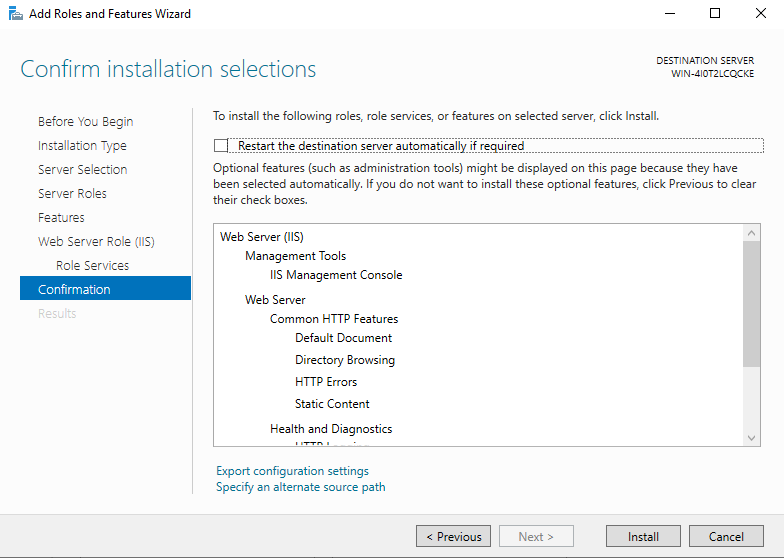 Add Roles and Features Wizard
Confirm installation selections
DESTINATION SERVER
WIN-4I0T2LCQCKE
Before You Begin
Installation Type
Server Selection
Server Roles
Features
Web Server Role (IIS)
Role Services
Confirmation
Results
To install the following roles, role services, or features on selected server, click Install.
Restart the destination server automatically if required
Optional features (such as administration tools) might be displayed on this page because they have
been selected automatically. If you do not want to install these optional features, click Previous to clear
their check boxes.
Web Server (IIS)
Management Tools
IIS Management Console
Web Server
Common HTTP Features
Default Document
Directory Browsing
HTTP Errors
Static Content
Health and Diagnostics
Export configuration settings
Specify an alternate source path
< Previous
Next >
Install
Cancel